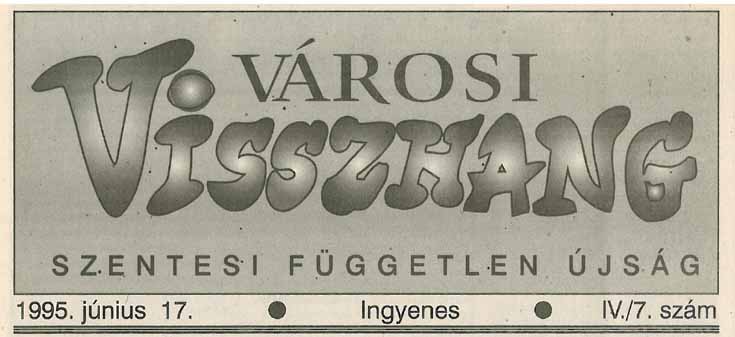 VÁROSI
VISSZHANG
SZENTESI FÜGGETLEN ÚJSÁG
1995. június 17. ● Ingyenes ● IV./7. szám